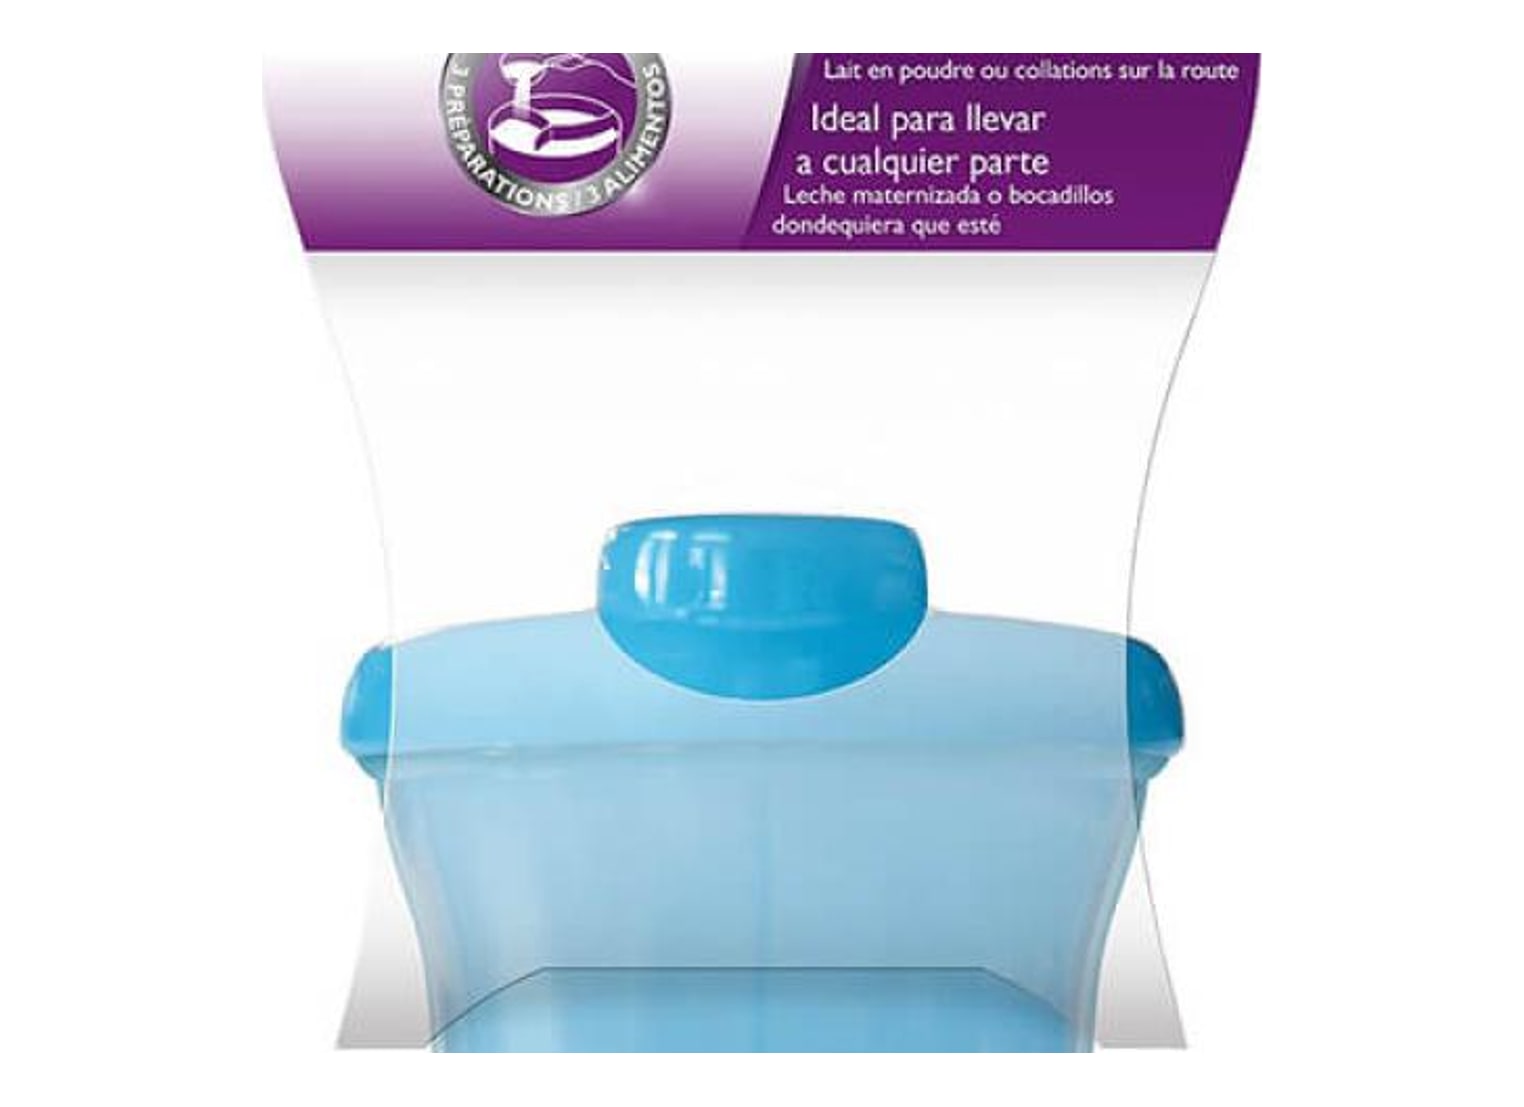 3 PRÉPARATIONS / 3 ALIMENTOS
Lait en poudre ou collations sur la route
Ideal para llevar
a cualquier parte
Leche maternizada o bocadillos
dondequiera que esté